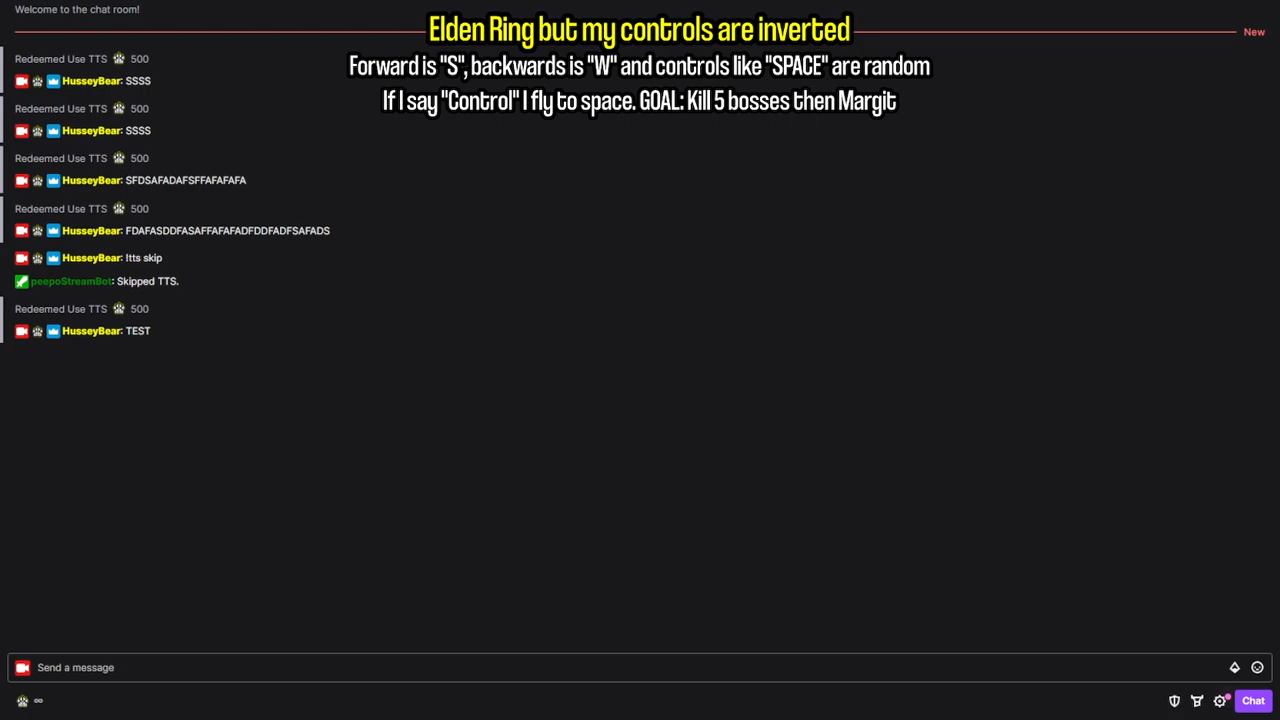 Welcome to the chat room!
Elden Ring but my controls are inverted
New
Forward is "S", backwards is "W" and controls like "SPACE" are random
If I say "Control" I fly to space. GOAL: Kill 5 bosses then Margit
Redeemed Use TTS 500
HusseyBear: SSSS
Redeemed Use TTS 500
HusseyBear: SSSS
Redeemed Use TTS 500
HusseyBear: SFDSAFADAFSFFAFAFAFA
Redeemed Use TTS 500
HusseyBear: FDAFASDDFASAFFAFAFADFDDFADFSAFADS
HusseyBear: !tts skip
peepoStreamBot: Skipped TTS.
Redeemed Use TTS 500
HusseyBear: TEST
Send a message
∞
Chat